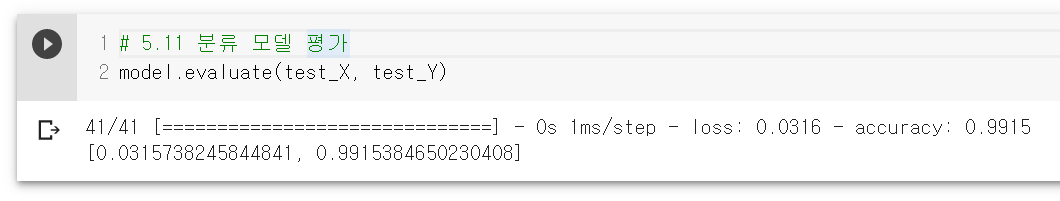 1 # 5.11 분류 모델 평가
2 model.evaluate(test_X, test_Y)
41/41 [==============================] - 0s 1ms/step - loss: 0.0316 - accuracy: 0.9915
[0.0315738245844841, 0.9915384650230408]